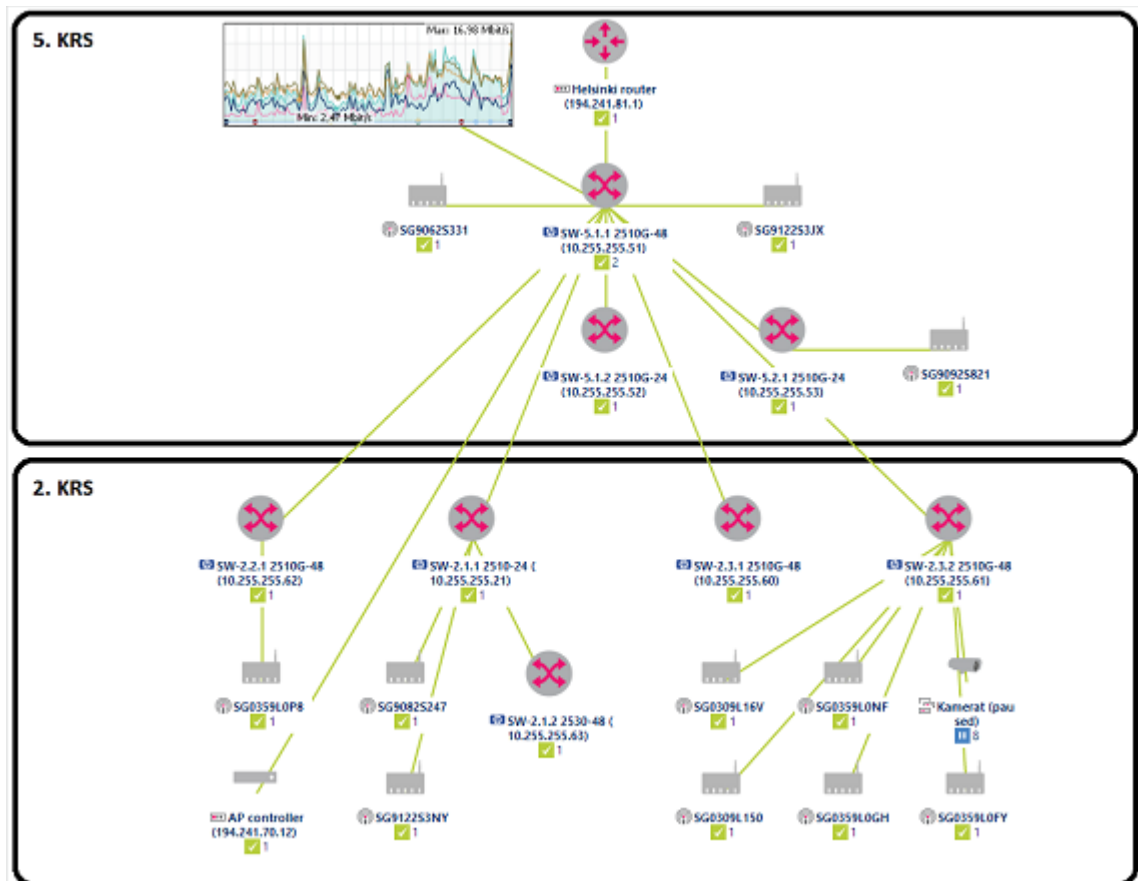 5. KRS
Max: 16,98 Mbit/s
Min: 2,47 Mbit/s
Helsinki router
(194.241.81.1)
1
SG9062S331
1
SW-5.1.1 2510G-48
(10.255.255.51)
2
SG9122S3JX
1
SW-5.1.2 2510G-24
(10.255.255.52)
1
SW-5.2.1 2510G-24
(10.255.255.53)
1
SG9092S821
1
2. KRS
SW-2.2.1 2510G-48
(10.255.255.62)
1
SW-2.1.1 2510-24 (
10.255.255.21)
1
SW-2.3.1 2510G-48
(10.255.255.60)
1
SW-2.3.2 2510G-48
(10.255.255.61)
1
SG0359L0P8
1
SG9082S247
1
SW-2.1.2 2530-48 (
10.255.255.63)
1
SG0309L16V
1
SG0359L0NF
1
Kamerat (pau
sed)
8
AP controller
(194.241.70.12)
1
SG9122S3NY
1
SG0309L150
1
SG0359L0GH
1
SG0359L0FY
1